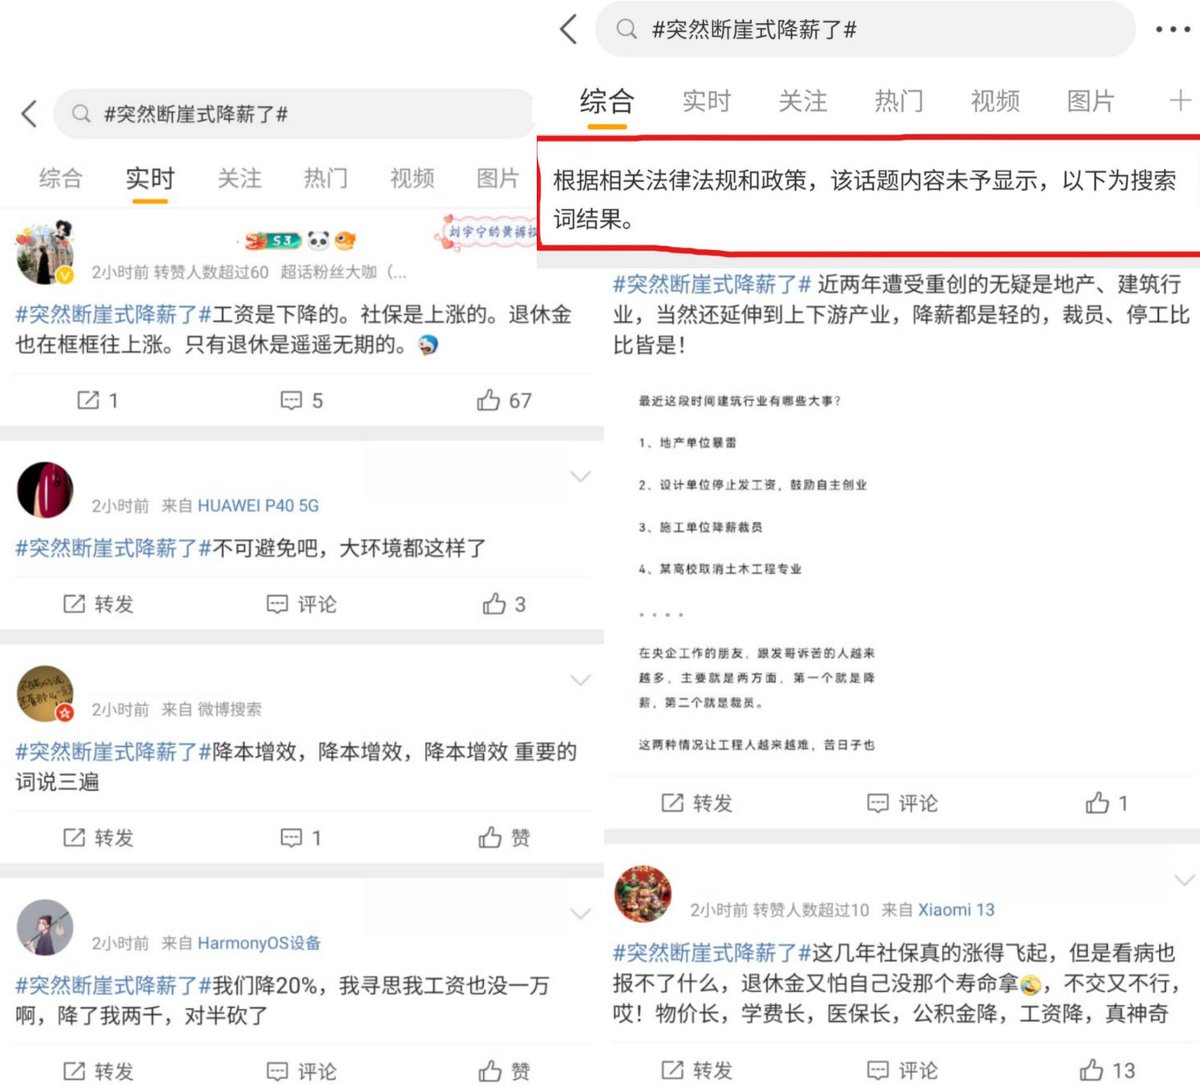 #突然断崖式降薪了#
综合 实时 关注 热门 视频 图片
S3
刘宇宁的黄裤
2小时前 转赞人数超过60 超话粉丝大咖（...
#突然断崖式降薪了#工资是下降的。社保是上涨的。退休金
也在框框往上涨。只有退休是遥遥无期的。
1 5 67
2小时前 来自 HUAWEI P40 5G
#突然断崖式降薪了#不可避免吧，大环境都这样了
转发 评论 3
2小时前 来自 微博搜索
#突然断崖式降薪了#降本增效，降本增效，降本增效 重要的
词说三遍
转发 1 赞
2小时前 来自 HarmonyOS设备
#突然断崖式降薪了#我们降20%，我寻思我工资也没一万
啊，降了我两千，对半砍了
转发 评论 赞
#突然断崖式降薪了#
综合 实时 关注 热门 视频 图片
根据相关法律法规和政策，该话题内容未予显示，以下为搜索
词结果。
#突然断崖式降薪了# 近两年遭受重创的无疑是地产、建筑行
业，当然还延伸到上下游产业，降薪都是轻的，裁员、停工比
比皆是！
最近这段时间建筑行业有哪些大事？
1、地产单位暴雷
2、设计单位停止发工资，鼓励自主创业
3、施工单位降薪裁员
4、某高校取消土木工程专业
....
在央企工作的朋友，跟发哥诉苦的人越来
越多，主要就是两方面，第一个就是降
薪，第二个就是裁员。
这两种情况让工程人越来越难，苦日子也
转发 评论 1
2小时前 转赞人数超过10 来自 Xiaomi 13
#突然断崖式降薪了#这几年社保真的涨得飞起，但是看病也
报不了什么，退休金又怕自己没那个寿命拿，不交又不行，
哎！物价长，学费长，医保长，公积金降，工资降，真神奇
转发 评论 13